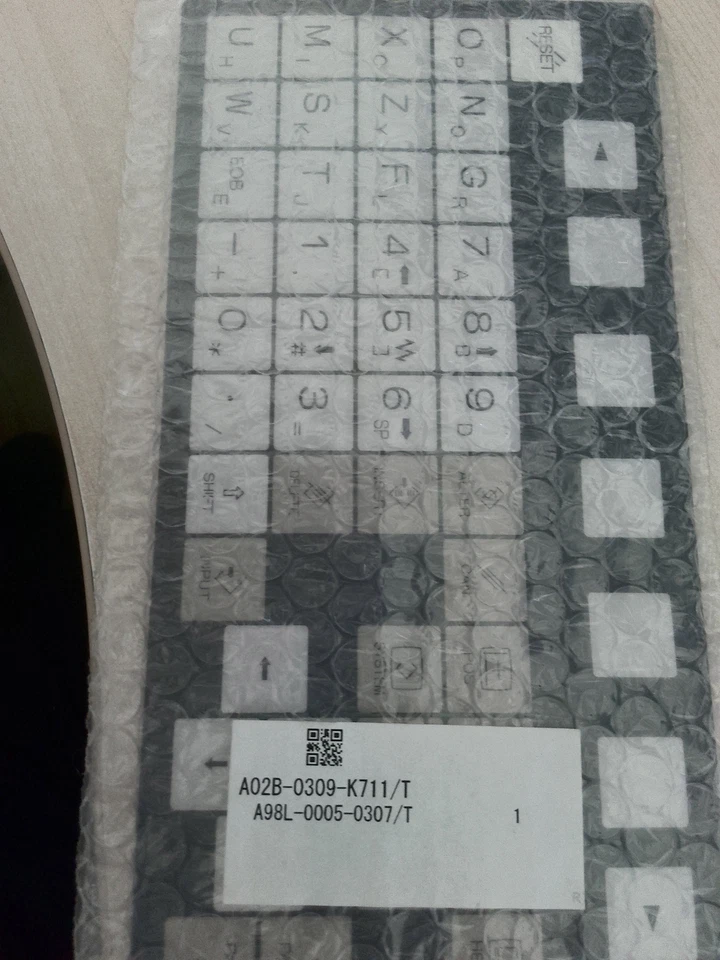 RESET
O P
N Q
G R
7 A
8 B
9 D
X C
Z Y
F L
4 [
5 ]
6 SP
M I
S K
T J
1 ,
2 #
3 =
U H
W V
EOB E
- +
0 *
. /
SHIFT
INPUT
A02B-0309-K711/T
A98L-0005-0307/T
1
R